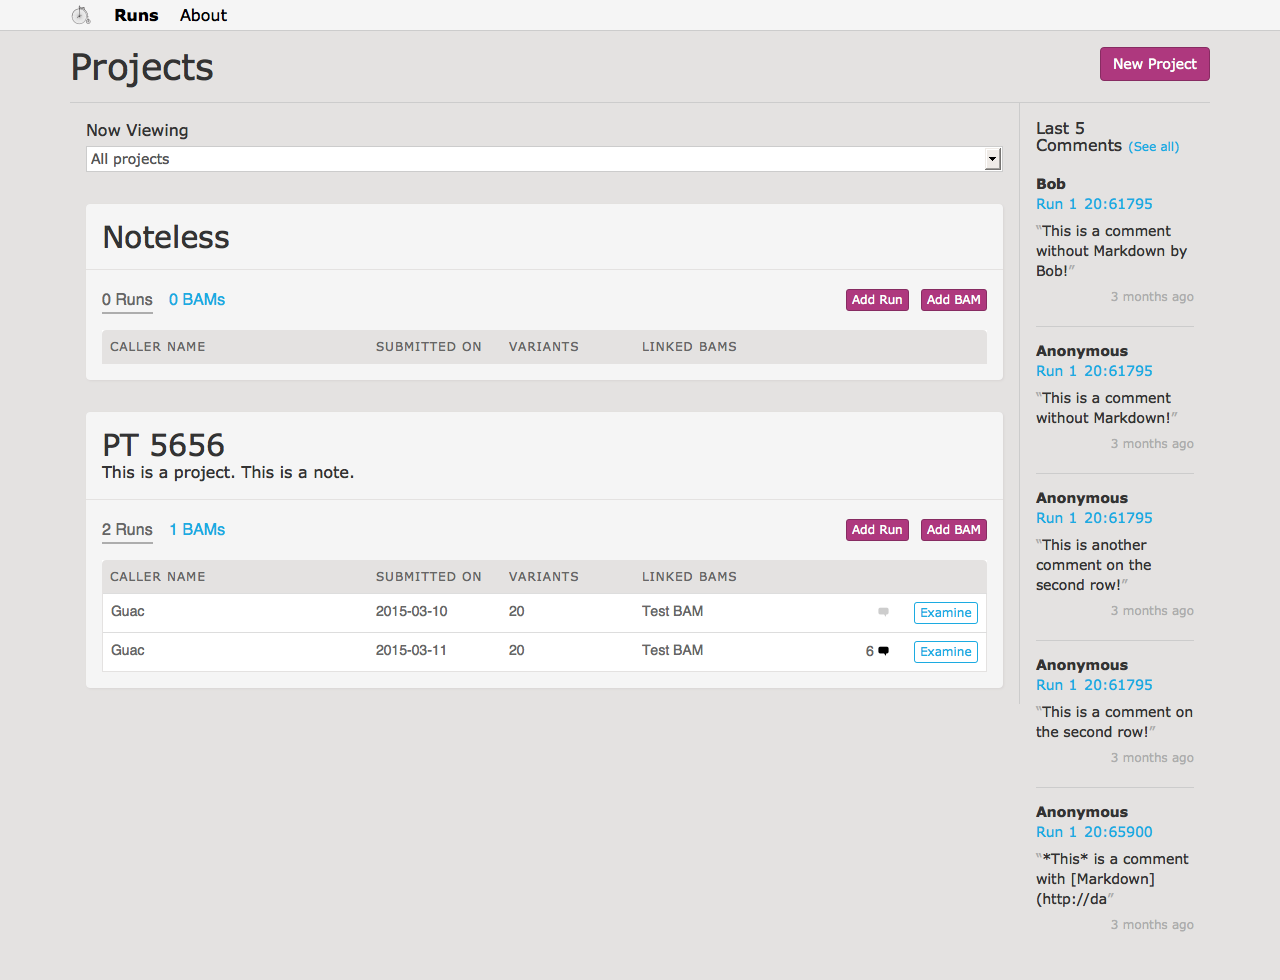 Runs About
Projects
New Project
Now Viewing
All projects
Noteless
0 Runs 0 BAMs
Add Run Add BAM
CALLER NAME SUBMITTED ON VARIANTS LINKED BAMS
PT 5656
This is a project. This is a note.
2 Runs 1 BAMs
Add Run Add BAM
CALLER NAME SUBMITTED ON VARIANTS LINKED BAMS
Guac 2015-03-10 20 Test BAM Examine
Guac 2015-03-11 20 Test BAM 6 Examine
Last 5
Comments (See all)
Bob
Run 1 20:61795
“This is a comment
without Markdown by
Bob!”
3 months ago
Anonymous
Run 1 20:61795
“This is a comment
without Markdown!”
3 months ago
Anonymous
Run 1 20:61795
“This is another
comment on the
second row!”
3 months ago
Anonymous
Run 1 20:61795
“This is a comment on
the second row!”
3 months ago
Anonymous
Run 1 20:65900
“*This* is a comment
with [Markdown]
(http://da”
3 months ago